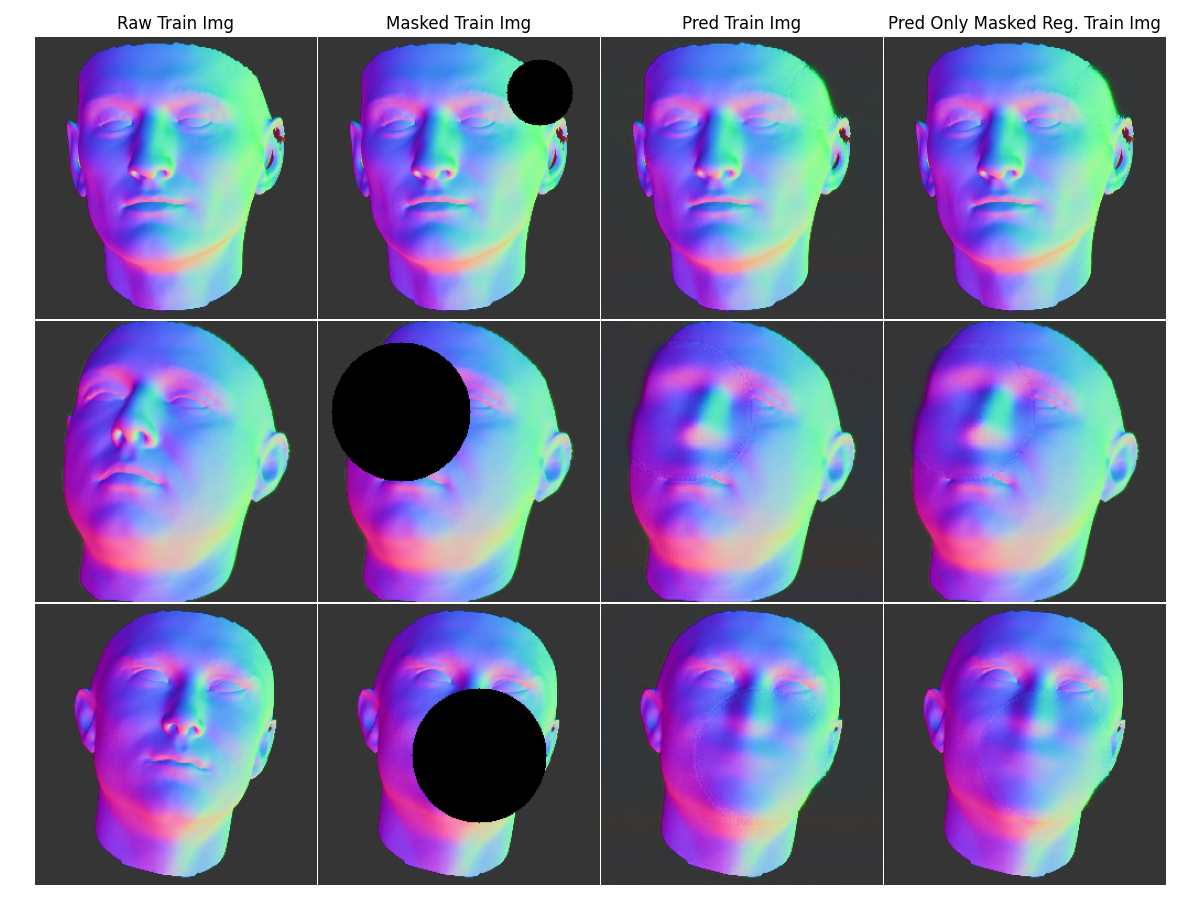 Raw Train Img
Masked Train Img
Pred Train Img
Pred Only Masked Reg. Train Img